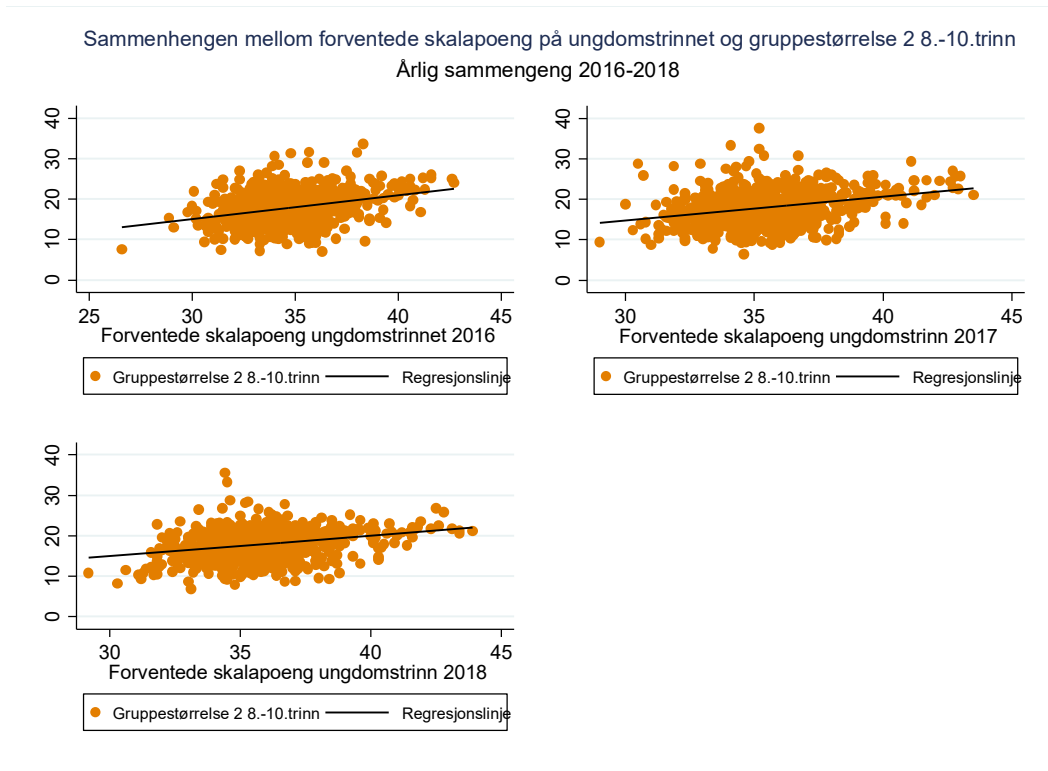 Sammenhengen mellom forventede skalapoeng på ungdomstrinnet og gruppestørrelse 2 8.-10.trinn
Årlig sammengeng 2016-2018
40
30
20
10
0
25 30 35 40 45
Forventede skalapoeng ungdomstrinnet 2016
Gruppestørrelse 2 8.-10.trinn Regresjonslinje
40
30
20
10
0
30 35 40 45
Forventede skalapoeng ungdomstrinn 2017
Gruppestørrelse 2 8.-10.trinn Regresjonslinje
40
30
20
10
0
30 35 40 45
Forventede skalapoeng ungdomstrinn 2018
Gruppestørrelse 2 8.-10.trinn Regresjonslinje